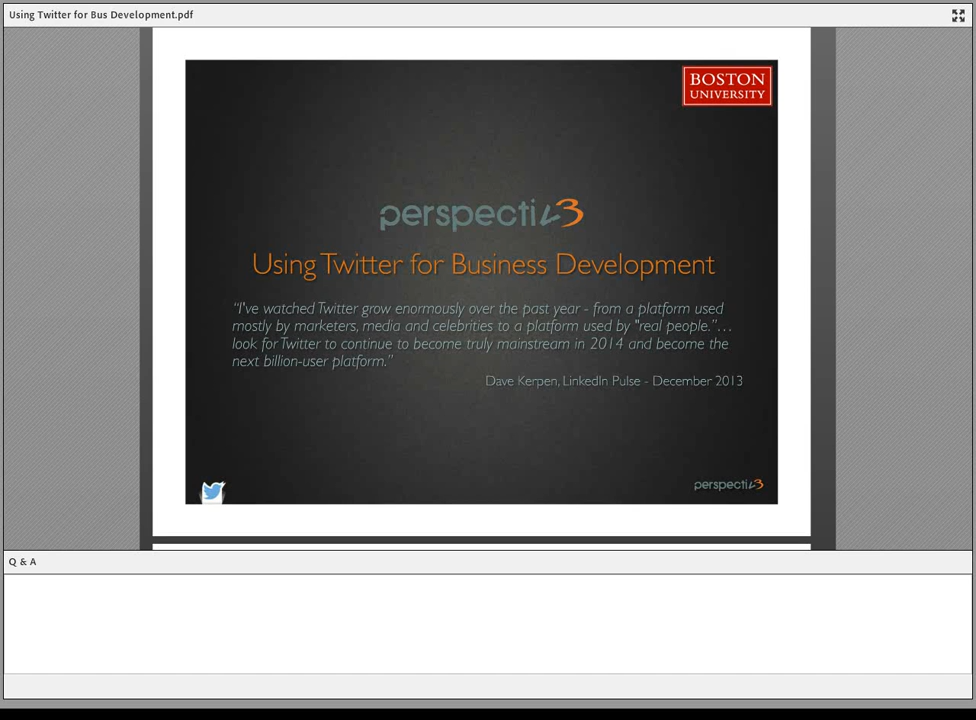 Using Twitter for Bus Development.pdf
BOSTON
UNIVERSITY
perspectiv3
Using Twitter for Business Development
“I've watched Twitter grow enormously over the past year - from a platform used
mostly by marketers, media and celebrities to a platform used by "real people.”…
look for Twitter to continue to become truly mainstream in 2014 and become the
next billion-user platform.”
Dave Kerpen, LinkedIn Pulse - December 2013
perspectiv3
Q & A